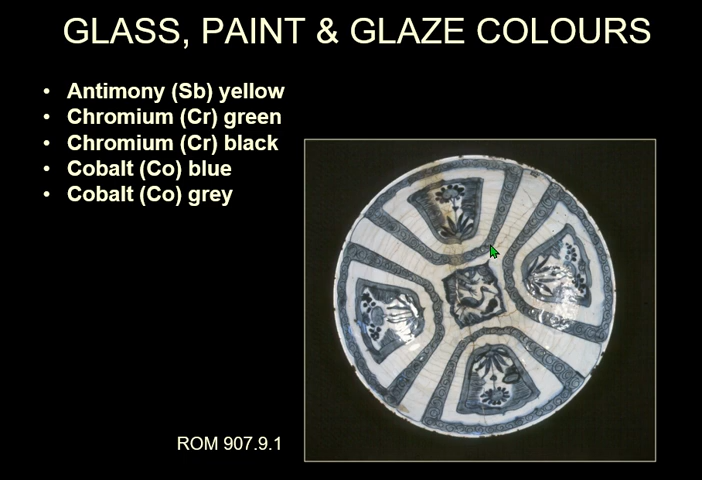 GLASS, PAINT & GLAZE COLOURS
• Antimony (Sb) yellow
• Chromium (Cr) green
• Chromium (Cr) black
• Cobalt (Co) blue
• Cobalt (Co) grey
ROM 907.9.1